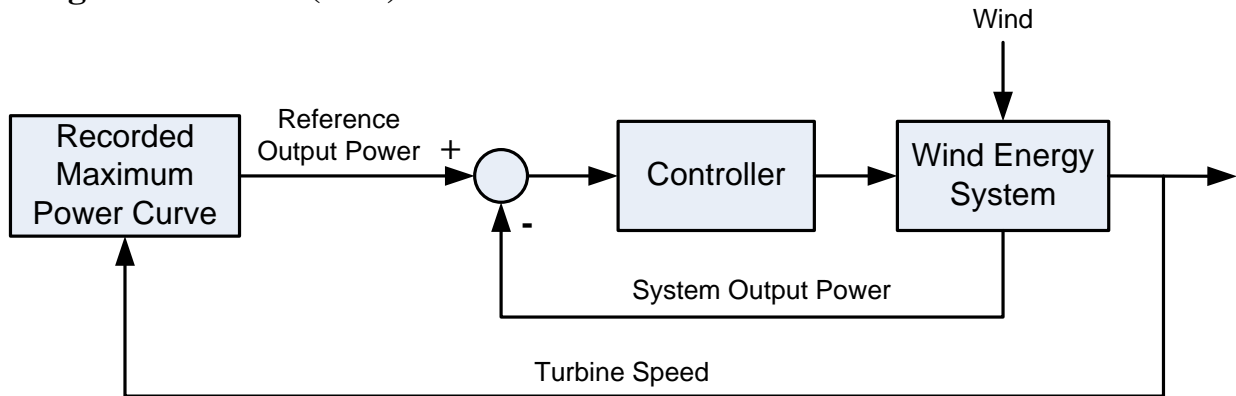 Wind
Reference
Output Power +
Recorded
Maximum
Power Curve
Controller
Wind Energy
System
-
System Output Power
Turbine Speed